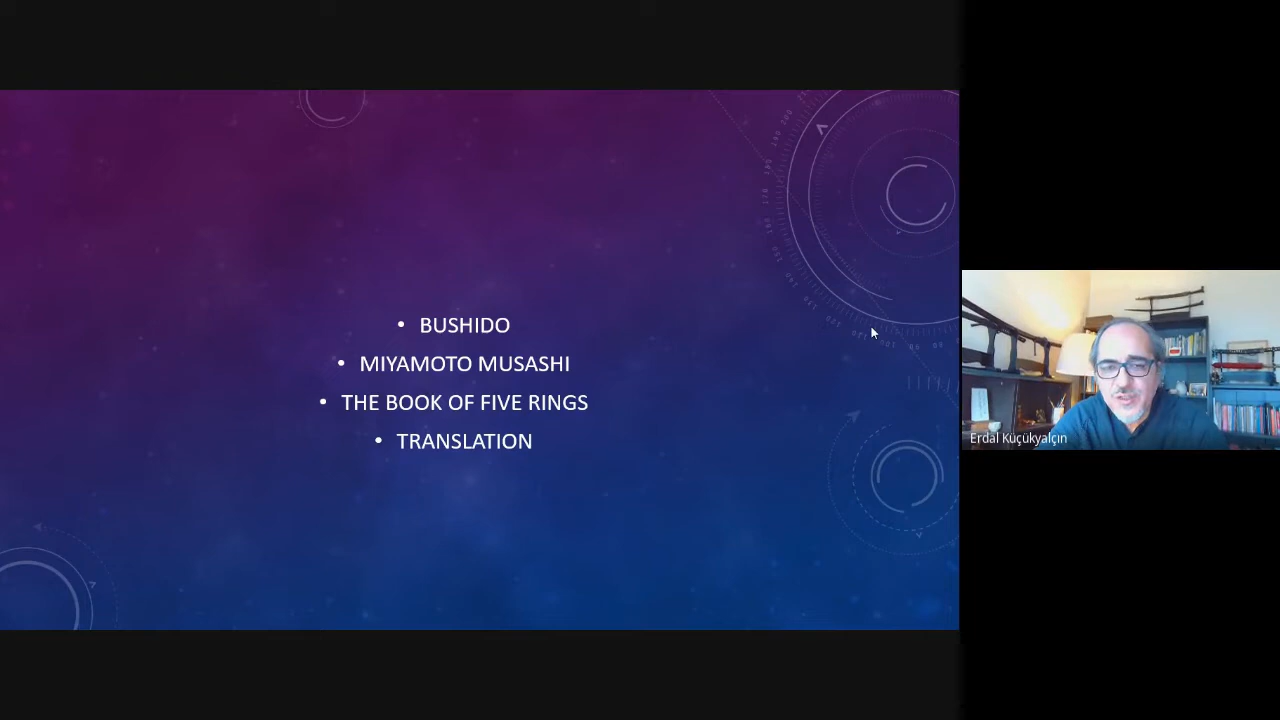 • BUSHIDO
• MIYAMOTO MUSASHI
• THE BOOK OF FIVE RINGS
• TRANSLATION
Erdal Küçükyalçın